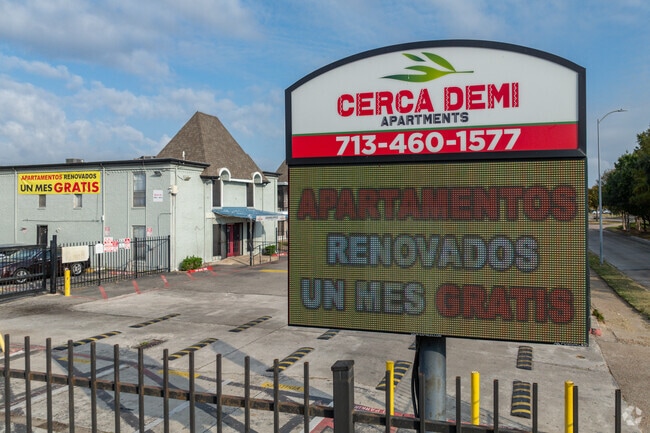 CERCA DEMI
APARTMENTS
713-460-1577
APARTAMENTOS
RENOVADOS
UN MES GRATIS
APARTAMENTOS RENOVADOS
UN MES GRATIS